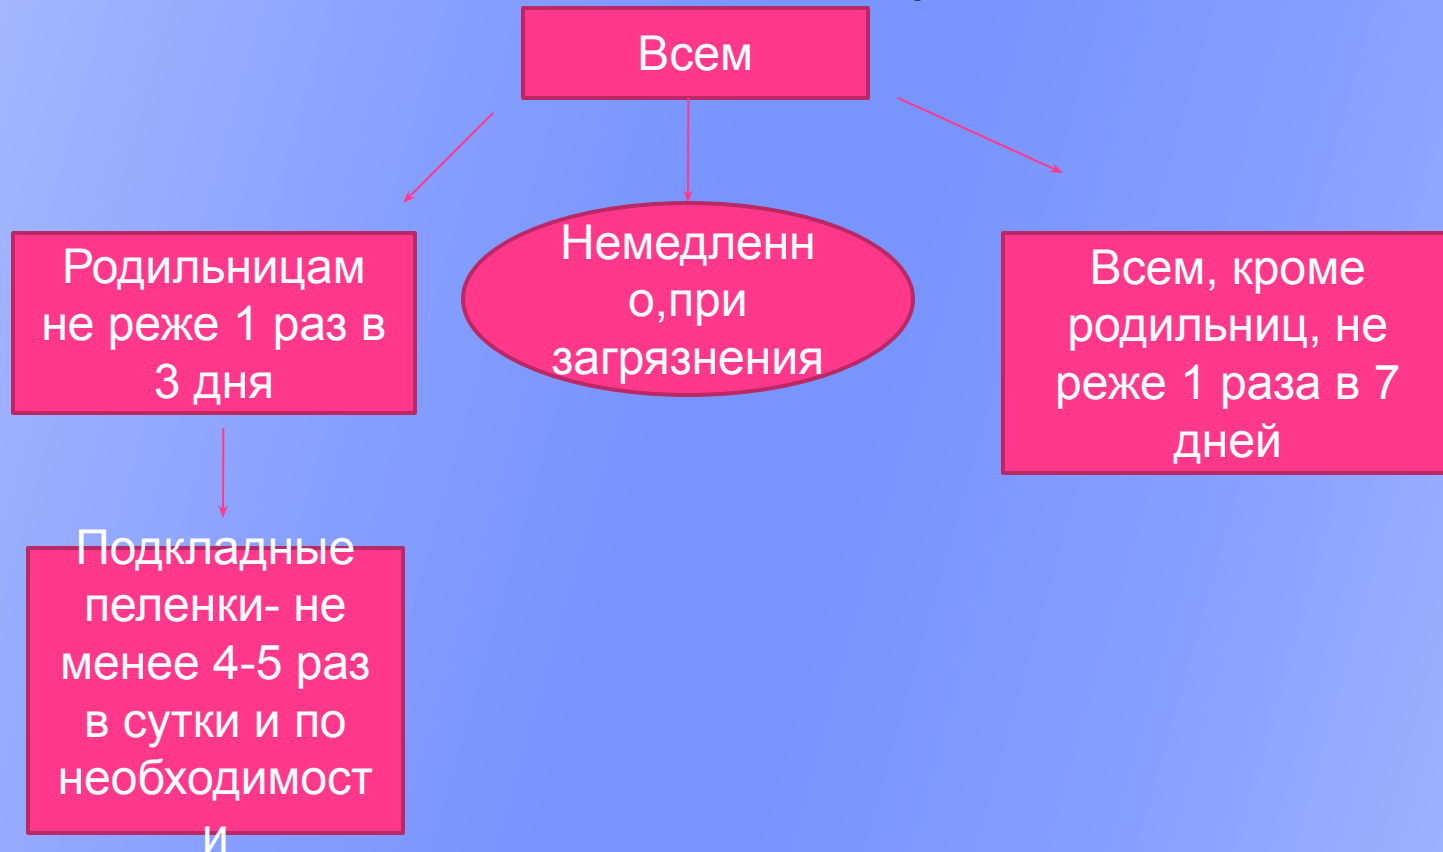 Всем
Родильницам
не реже 1 раз в
3 дня
Немедленн
о,при
загрязнения
Всем, кроме
родильниц, не
реже 1 раза в 7
дней
Подкладные
пеленки- не
менее 4-5 раз
в сутки и по
необходимост
и